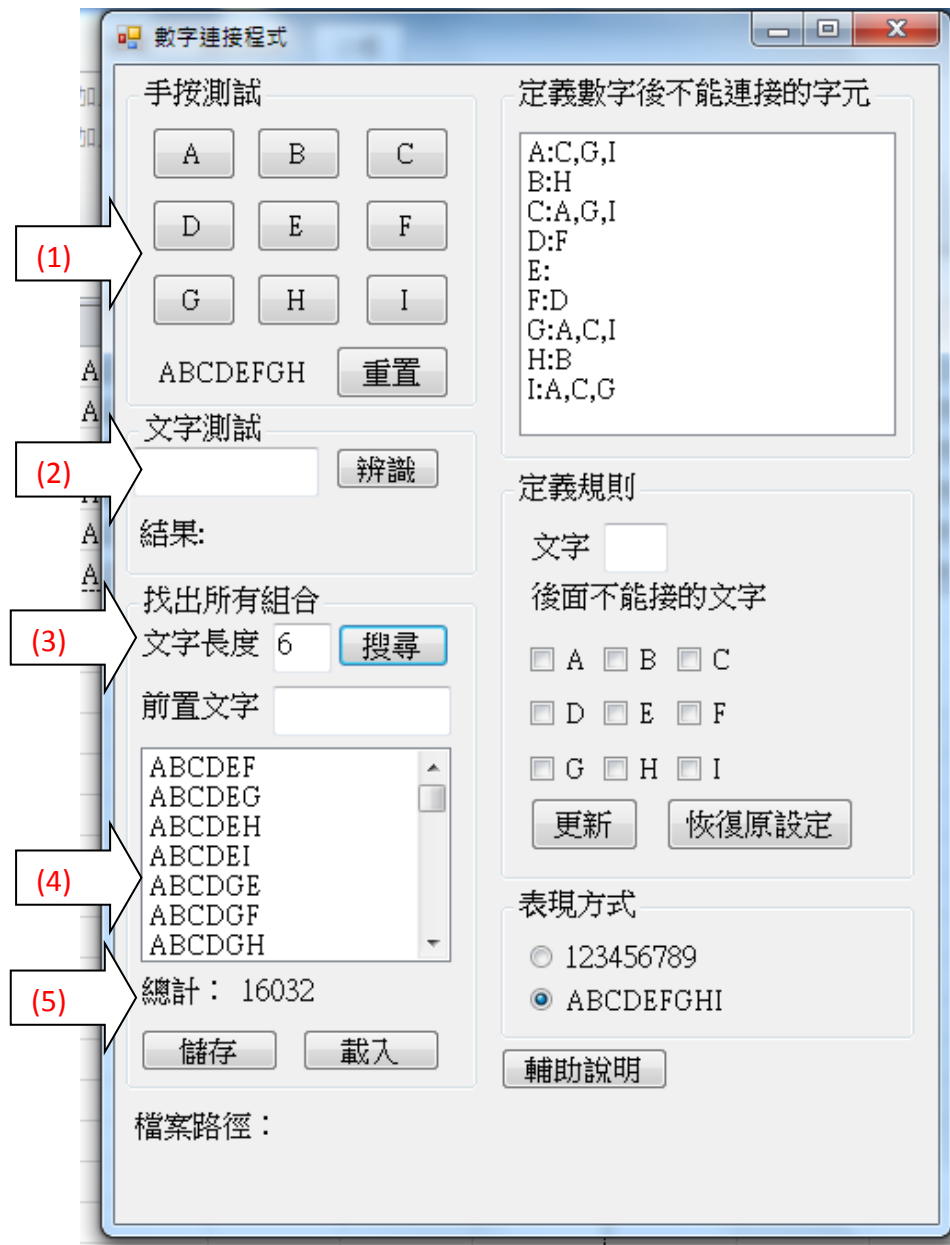 數字連接程式
手按測試
A B C
D E F
G H I
ABCDEFGH 重置
(1)
文字測試
辨識
(2)
結果:
找出所有組合
(3)
文字長度 6 搜尋
前置文字
ABCDEF
ABCDEG
ABCDEH
ABCDEI
ABCDGE
ABCDGF
ABCDGH
(4)
總計： 16032
(5)
儲存 載入
檔案路徑：
定義數字後不能連接的字元
A:C,G,I
B:H
C:A,G,I
D:F
E:
F:D
G:A,C,I
H:B
I:A,C,G
定義規則
文字
後面不能接的文字
A B C
D E F
G H I
更新 恢復原設定
表現方式
123456789
ABCDEFGHI
輔助說明